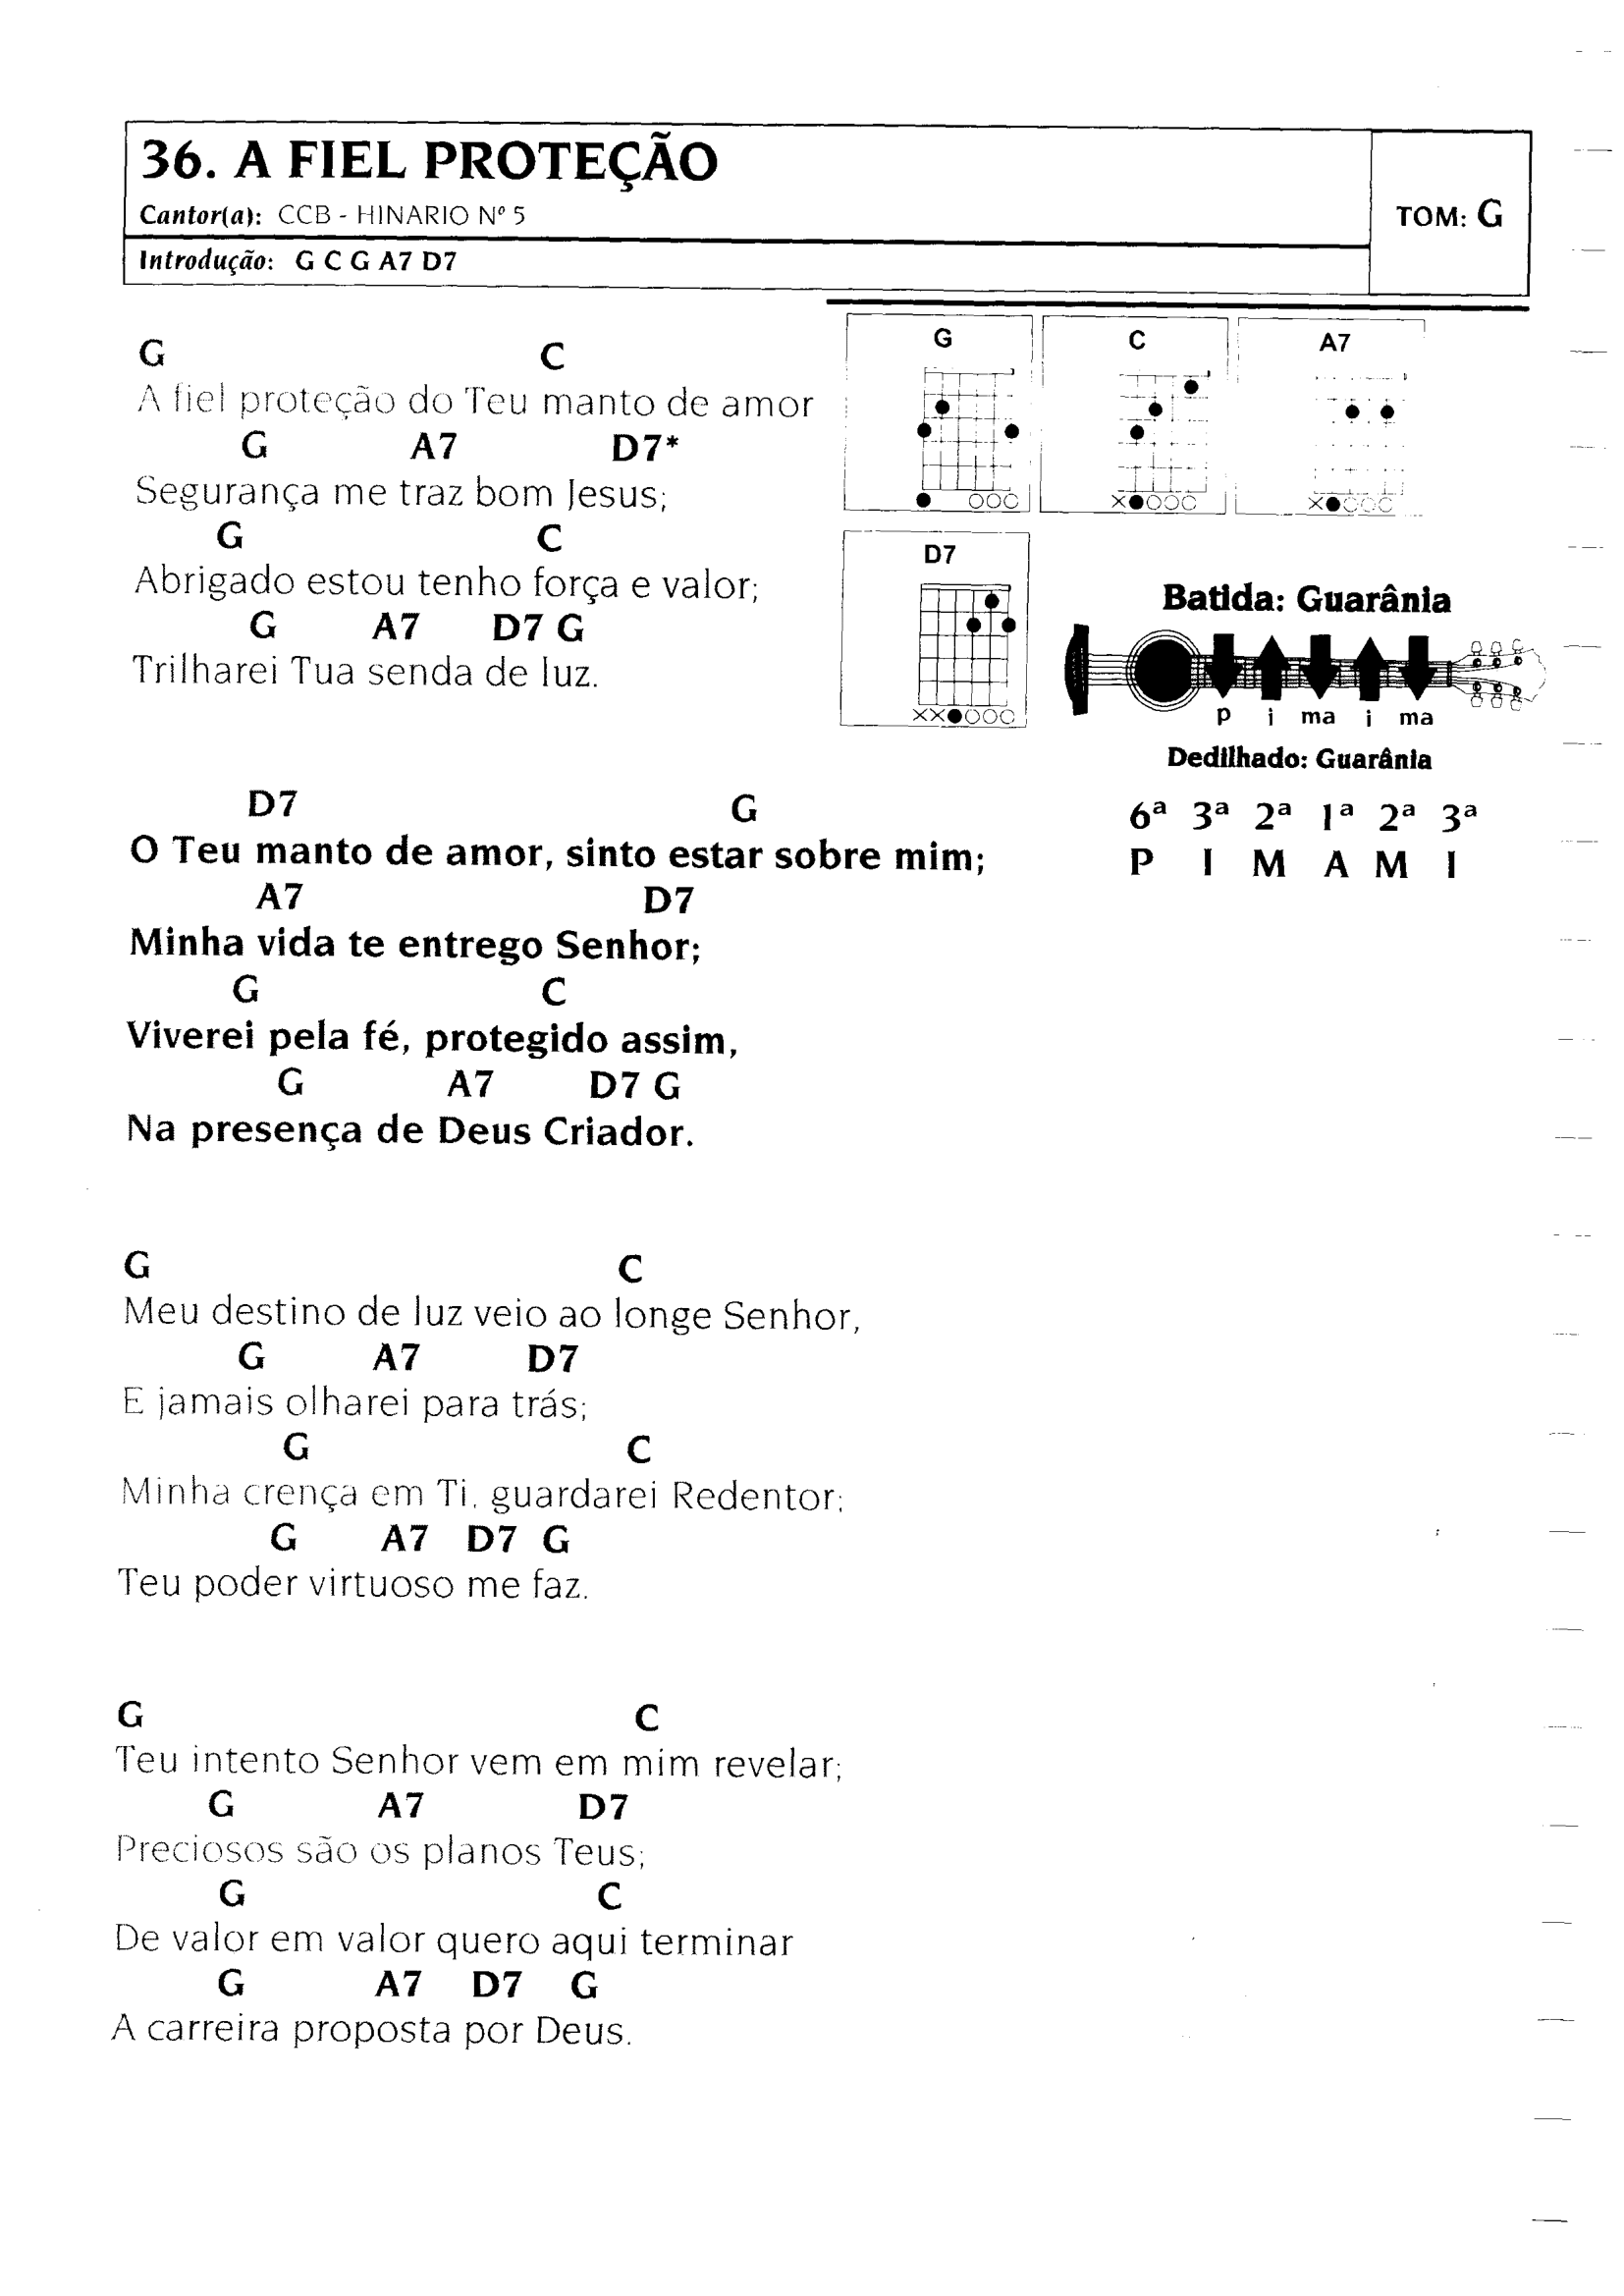 36. A FIEL PROTEÇÃO
Cantor(a): CCB - HINARIO Nº 5
TOM: G
Introdução: G C G A7 D7
G C
A fiel proteção do Teu manto de amor
G A7 D7*
Segurança me traz bom Jesus;
G C
Abrigado estou tenho força e valor;
G A7 D7 G
Trilharei Tua senda de luz.
G C A7
D7
Batida: Guarânia
p i ma i ma
Dedilhado: Guarânia
6ª 3ª 2ª 1ª 2ª 3ª
P I M A M I
D7 G
O Teu manto de amor, sinto estar sobre mim;
A7 D7
Minha vida te entrego Senhor;
G C
Viverei pela fé, protegido assim,
G A7 D7 G
Na presença de Deus Criador.
G C
Meu destino de luz veio ao longe Senhor,
G A7 D7
E jamais olharei para trás;
G C
Minha crença em Ti, guardarei Redentor;
G A7 D7 G
Teu poder virtuoso me faz.
G C
Teu intento Senhor vem em mim revelar;
G A7 D7
Preciosos são os planos Teus;
G C
De valor em valor quero aqui terminar
G A7 D7 G
A carreira proposta por Deus.